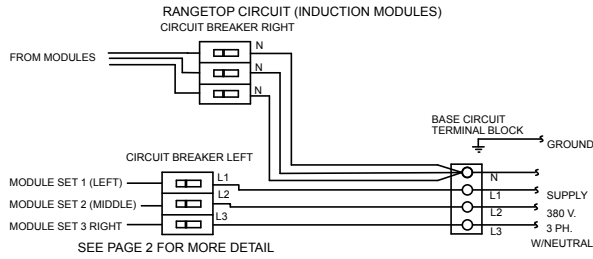 RANGETOP CIRCUIT (INDUCTION MODULES)
CIRCUIT BREAKER RIGHT
N
FROM MODULES
N
N
BASE CIRCUIT
TERMINAL BLOCK
GROUND
CIRCUIT BREAKER LEFT
MODULE SET 1 (LEFT)
L1
N
MODULE SET 2 (MIDDLE)
L2
L1
SUPPLY
MODULE SET 3 RIGHT
L3
L2
380 V.
L3
3 PH.
W/NEUTRAL
SEE PAGE 2 FOR MORE DETAIL